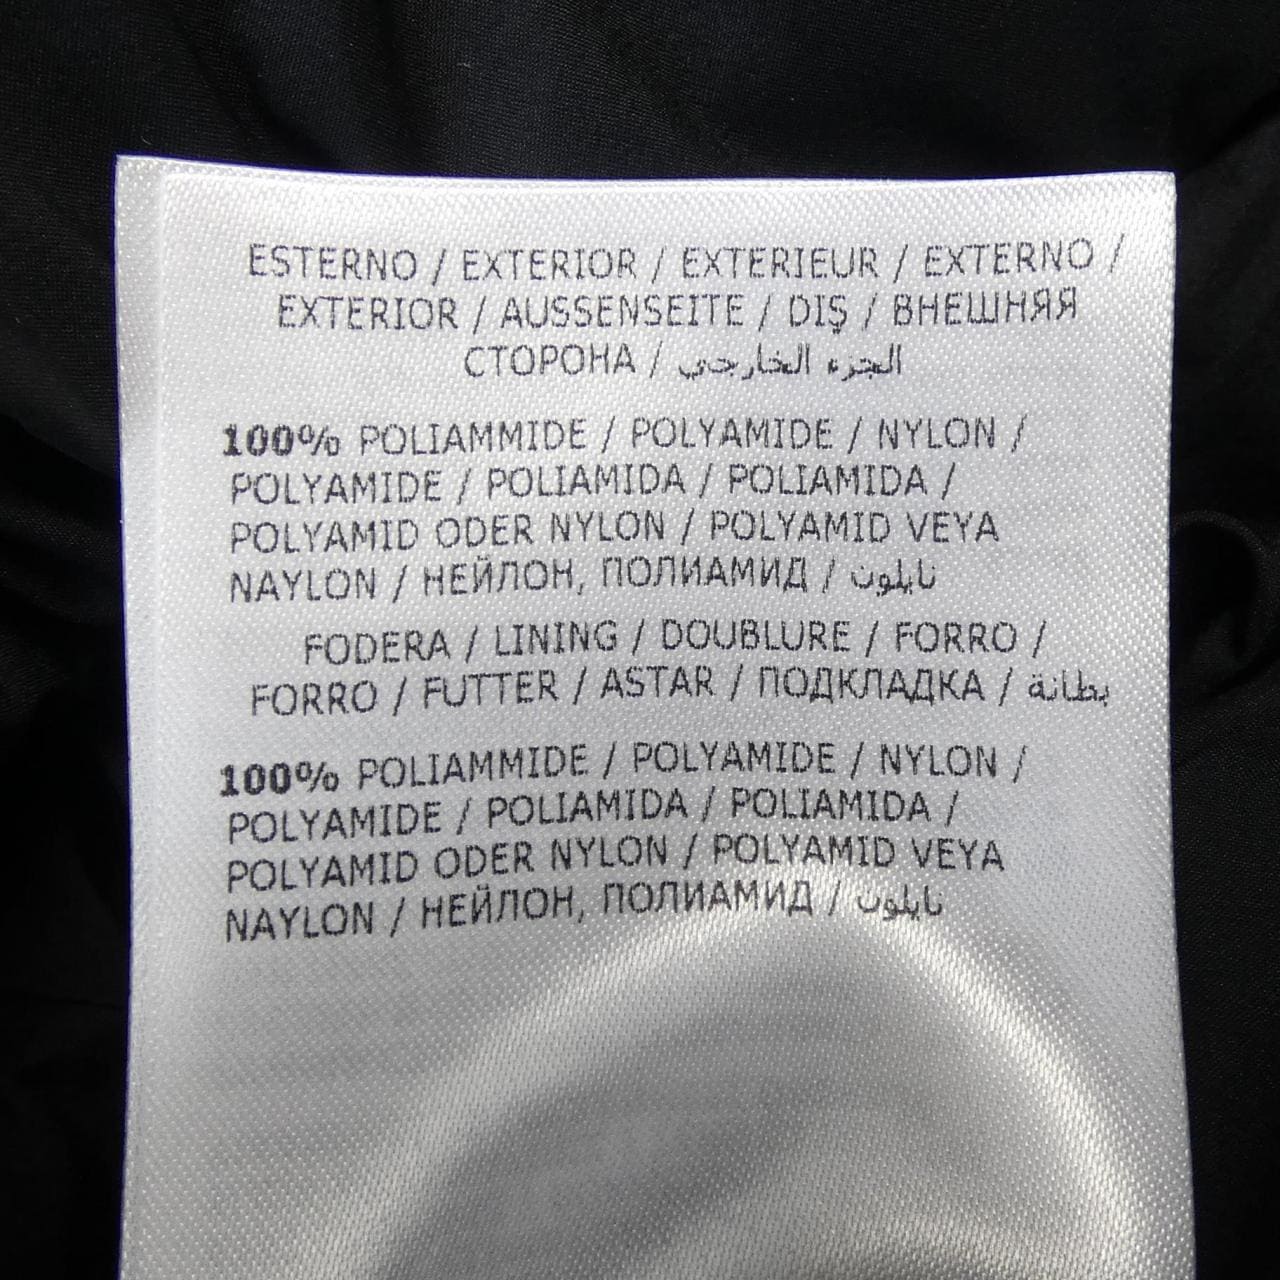 ESTERNO / EXTERIOR / EXTERIEUR / EXTERNO /
EXTERIOR / AUSSENSEITE / DIŞ / ВНЕШНЯЯ
СТОРОНА / الجزء الخارجي
100% POLIAMMIDE / POLYAMIDE / NYLON /
POLYAMIDE / POLIAMIDA / POLIAMIDA /
POLYAMID ODER NYLON / POLYAMID VEYA
NAYLON / НЕЙЛОН, ПОЛИАМИД / نايلون
FODERA / LINING / DOUBLURE / FORRO /
FORRO / FUTTER / ASTAR / ПОДКЛАДКА / بطانة
100% POLIAMMIDE / POLYAMIDE / NYLON /
POLYAMIDE / POLIAMIDA / POLIAMIDA /
POLYAMID ODER NYLON / POLYAMID VEYA
NAYLON / НЕЙЛОН, ПОЛИАМИД / نايلون